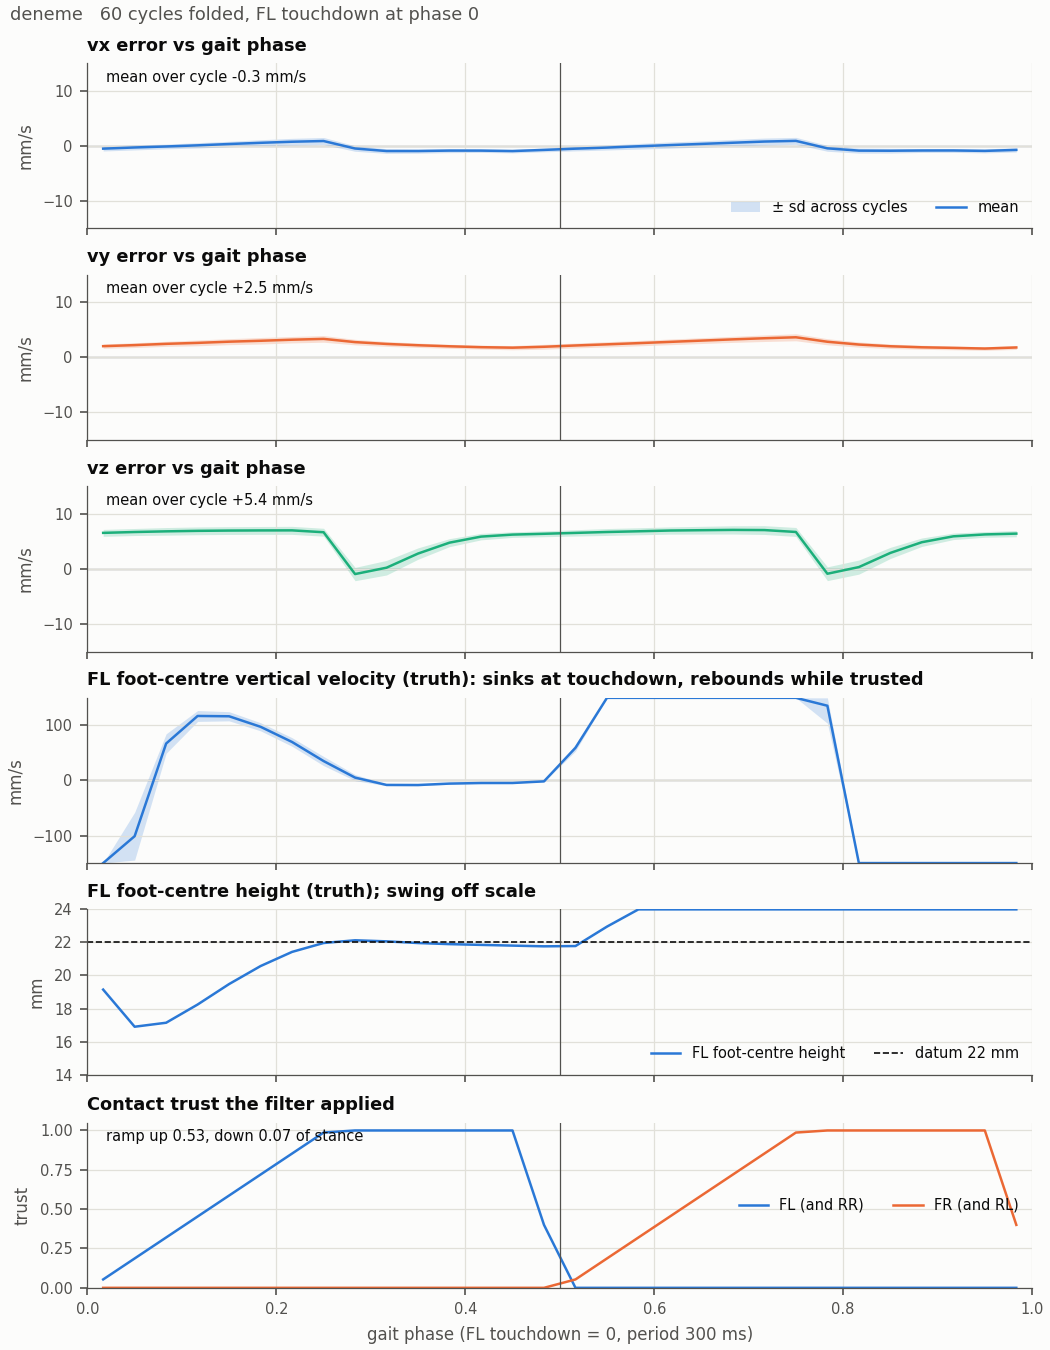 deneme   60 cycles folded, FL touchdown at phase 0
vx error vs gait phase
mean over cycle -0.3 mm/s
10
0
−10
mm/s
± sd across cycles
mean
vy error vs gait phase
mean over cycle +2.5 mm/s
10
0
−10
mm/s
vz error vs gait phase
mean over cycle +5.4 mm/s
10
0
−10
mm/s
FL foot-centre vertical velocity (truth): sinks at touchdown, rebounds while trusted
100
0
−100
mm/s
FL foot-centre height (truth); swing off scale
24
22
20
18
16
14
mm
FL foot-centre height
datum 22 mm
Contact trust the filter applied
ramp up 0.53, down 0.07 of stance
1.00
0.75
0.50
0.25
0.00
trust
FL (and RR)
FR (and RL)
0.0 0.2 0.4 0.6 0.8 1.0
gait phase (FL touchdown = 0, period 300 ms)